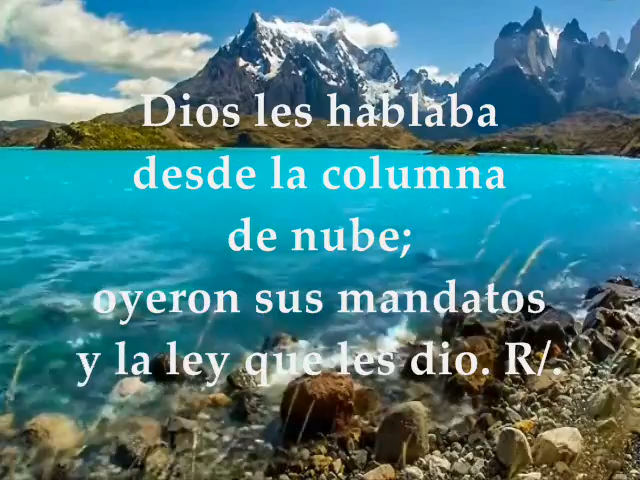 Dios les hablaba
desde la columna
de nube;
oyeron sus mandatos
y la ley que les dio. R/.